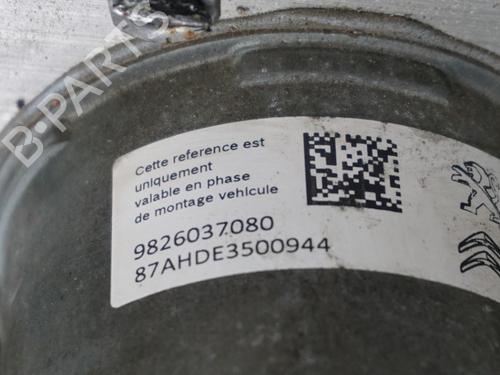 B-PARTS
Cette reference est
uniquement
valable en phase
de montage vehicule
9826037080
87AHDE3500944